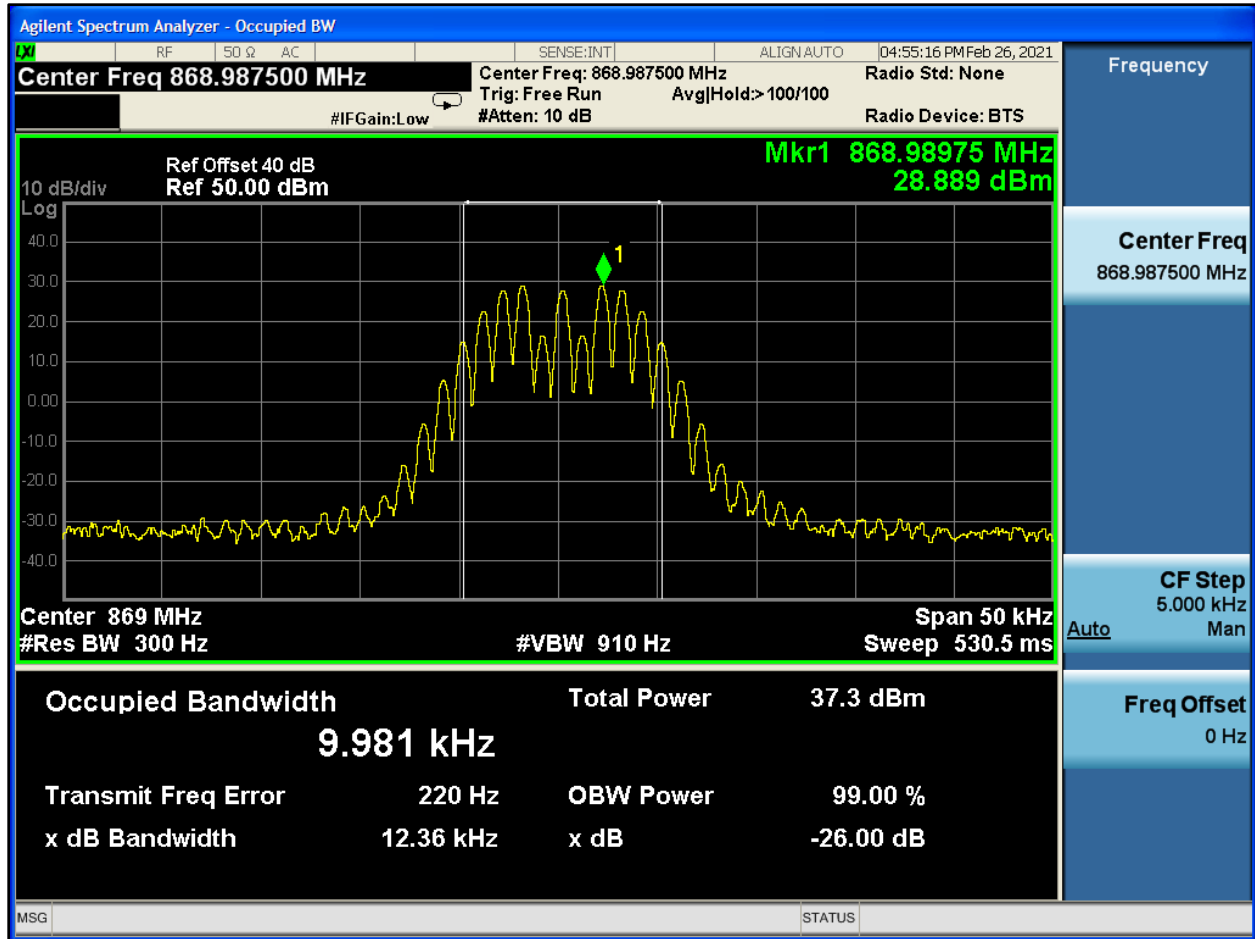 Agilent Spectrum Analyzer - Occupied BW
LXI RF 50 Ω AC SENSE:INT ALIGN AUTO 04:55:16 PM Feb 26, 2021
Center Freq 868.987500 MHz
#IFGain:Low
Center Freq: 868.987500 MHz
Trig: Free Run Avg|Hold:>100/100
#Atten: 10 dB
Radio Std: None
Radio Device: BTS
Mkr1 868.98975 MHz
28.889 dBm
Ref Offset 40 dB
10 dB/div Ref 50.00 dBm
Log
40.0
30.0
20.0
10.0
0.00
-10.0
-20.0
-30.0
-40.0
1
Center 869 MHz Span 50 kHz
#Res BW 300 Hz #VBW 910 Hz Sweep 530.5 ms
Occupied Bandwidth Total Power 37.3 dBm
9.981 kHz
Transmit Freq Error 220 Hz OBW Power 99.00 %
x dB Bandwidth 12.36 kHz x dB -26.00 dB
Frequency
Center Freq
868.987500 MHz
CF Step
5.000 kHz
Auto Man
Freq Offset
0 Hz
MSG STATUS